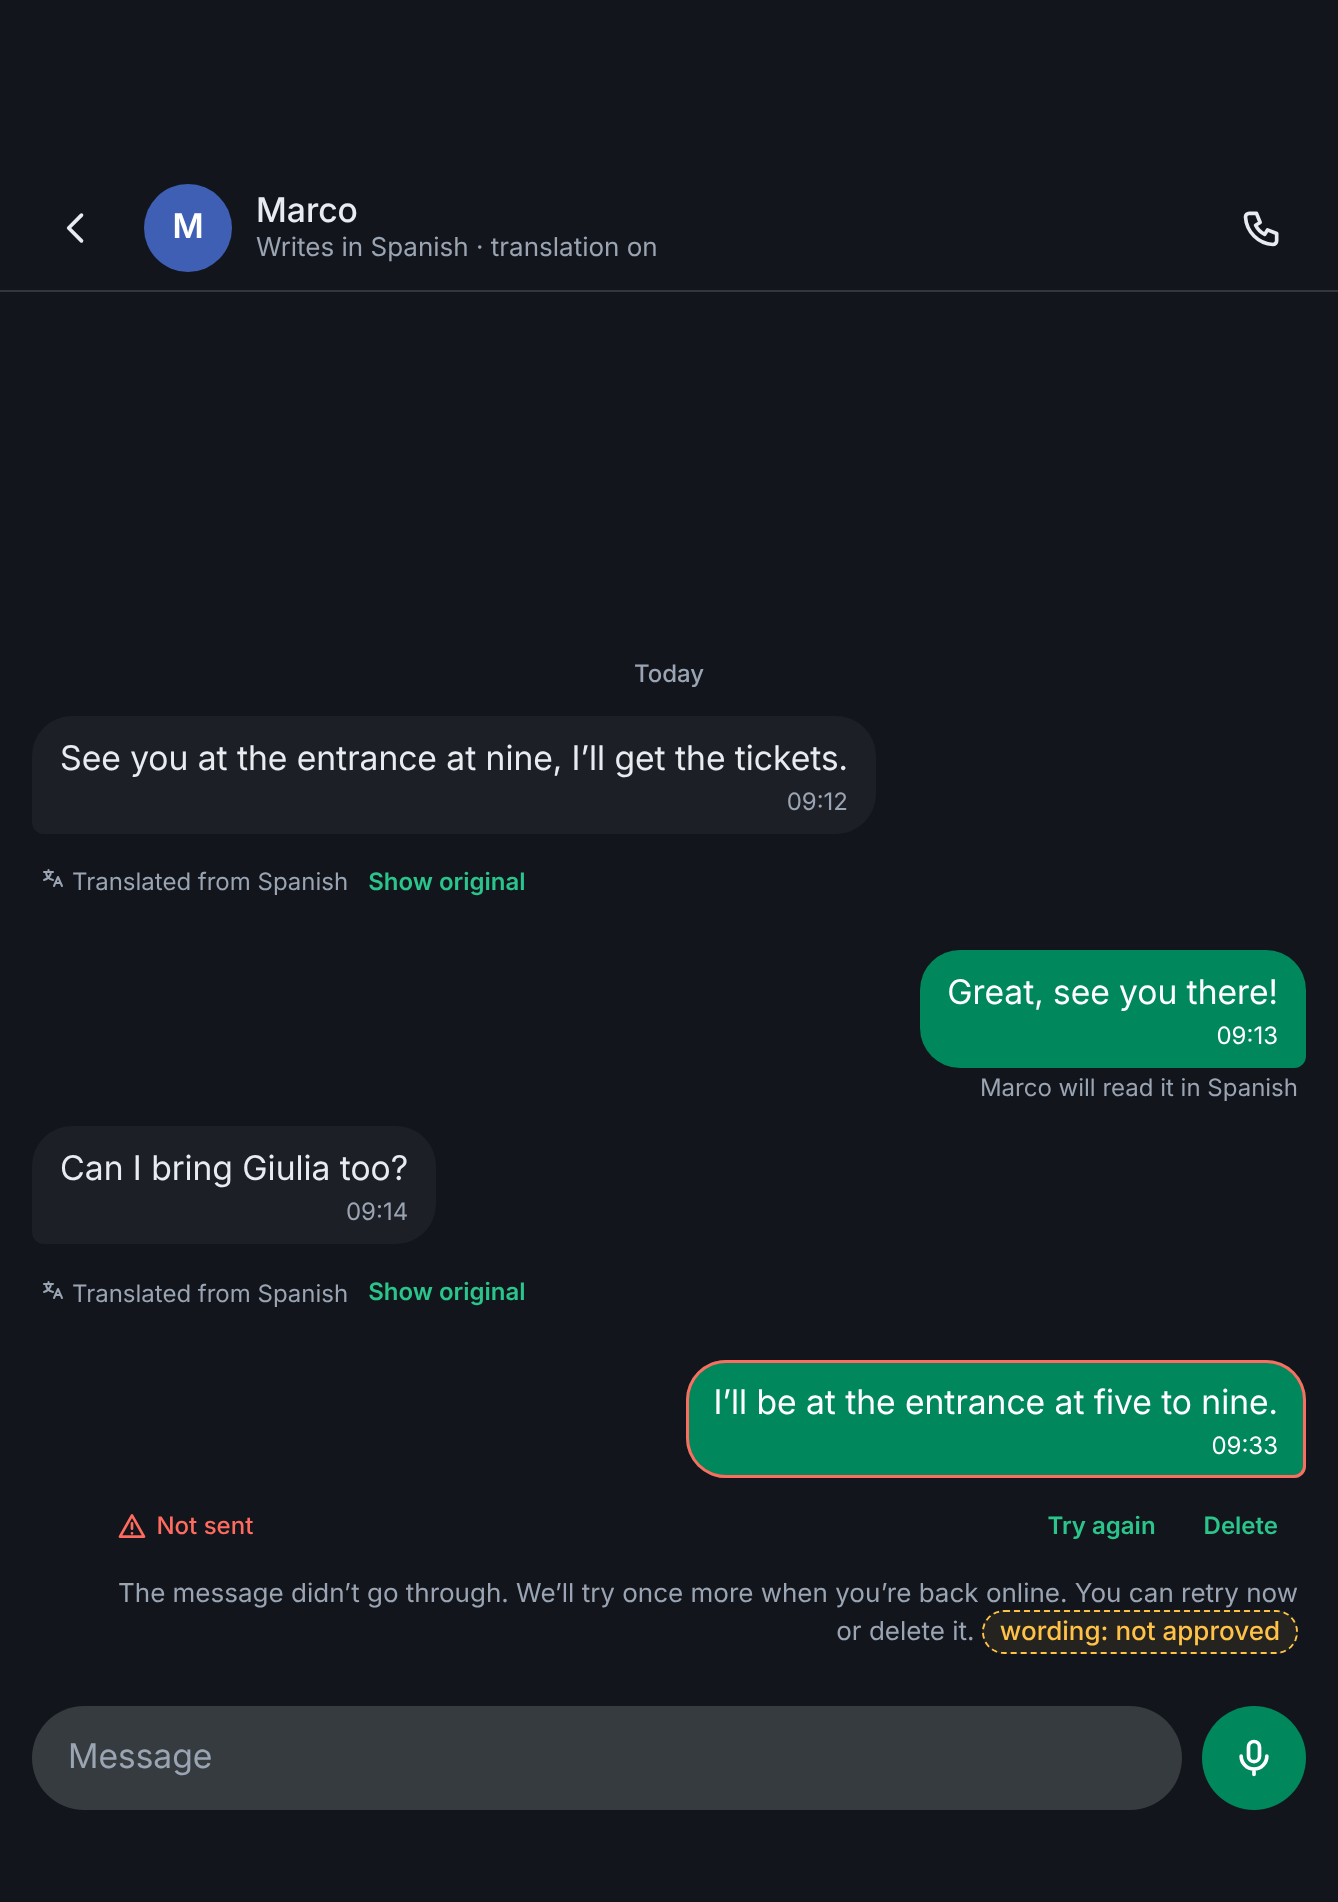 M
Marco
Writes in Spanish · translation on
Today
See you at the entrance at nine, I’ll get the tickets.
09:12
Translated from Spanish Show original
Great, see you there!
09:13
Marco will read it in Spanish
Can I bring Giulia too?
09:14
Translated from Spanish Show original
I’ll be at the entrance at five to nine.
09:33
Not sent Try again Delete
The message didn’t go through. We’ll try once more when you’re back online. You can retry now
or delete it. wording: not approved
Message